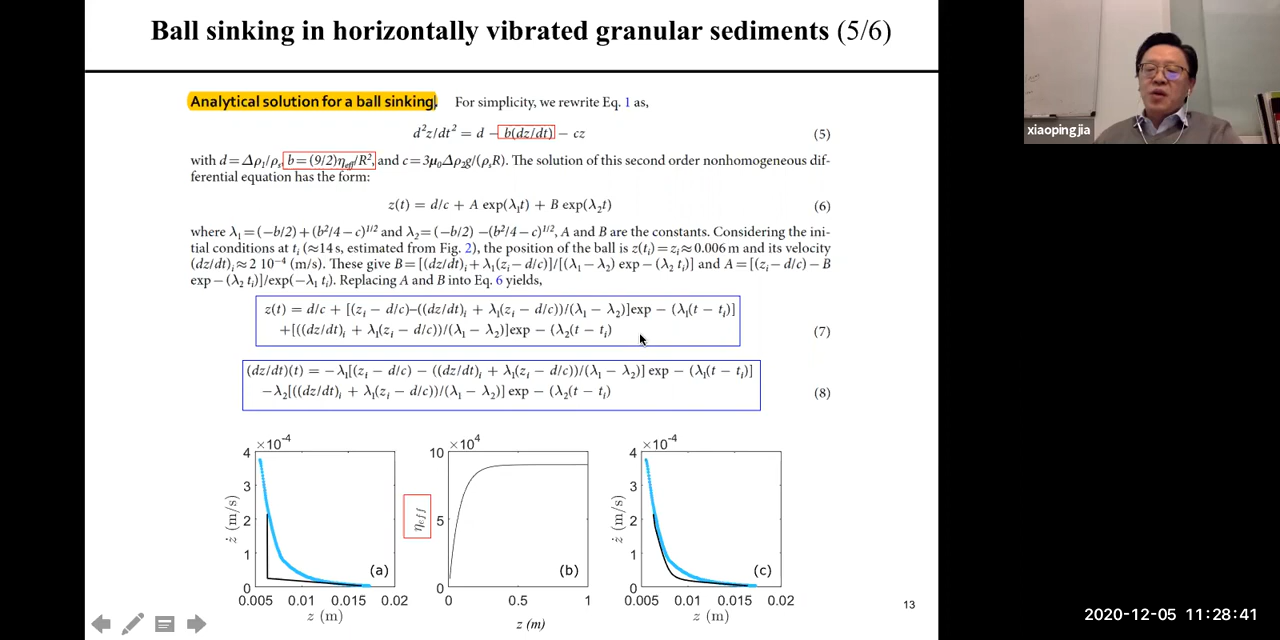 Ball sinking in horizontally vibrated granular sediments (5/6)
xiaoping jia
Analytical solution for a ball sinking. For simplicity, we rewrite Eq. 1 as,
d²z/dt² = d − b(dz/dt) − cz (5)
with d=Δρ₁/ρₛ, b=(9/2)η_eff/R², and c=3μ₀Δρ₂g/(ρₛR). The solution of this second order nonhomogeneous dif-
ferential equation has the form:
z(t) = d/c + A exp(λ₁t) + B exp(λ₂t) (6)
where λ₁=(−b/2)+(b²/4−c)^1/2 and λ₂=(−b/2) −(b²/4−c)^1/2, A and B are the constants. Considering the ini-
tial conditions at tᵢ (≈14 s, estimated from Fig. 2), the position of the ball is z(tᵢ)=zᵢ≈0.006 m and its velocity
(dz/dt)ᵢ≈2 10⁻⁴ (m/s). These give B=[(dz/dt)ᵢ+λ₁(zᵢ−d/c)]/[(λ₁−λ₂) exp−(λ₂ tᵢ)] and A=[(zᵢ−d/c)−B
exp−(λ₂ tᵢ)]/exp(−λ₁ tᵢ). Replacing A and B into Eq. 6 yields,
z(t) = d/c + [(zᵢ − d/c)−((dz/dt)ᵢ + λ₁(zᵢ − d/c))/(λ₁ − λ₂)]exp − (λ₁(t − tᵢ)]
+[((dz/dt)ᵢ + λ₁(zᵢ − d/c))/(λ₁ − λ₂)]exp − (λ₂(t − tᵢ) (7)
(dz/dt)(t) = −λ₁[(zᵢ − d/c) − ((dz/dt)ᵢ + λ₁(zᵢ − d/c))/(λ₁ − λ₂)] exp − (λ₁(t − tᵢ)]
−λ₂[((dz/dt)ᵢ + λ₁(zᵢ − d/c))/(λ₁ − λ₂)] exp − (λ₂(t − tᵢ) (8)
×10⁻⁴
4
3
2
1
0
ż (m/s)
(a)
0.005 0.01 0.015 0.02
z (m)
×10⁴
10
5
0
η_eff
(b)
0 0.5 1
z (m)
×10⁻⁴
4
3
2
1
0
ż (m/s)
(c)
0.005 0.01 0.015 0.02
z (m)
13
2020-12-05 11:28:41